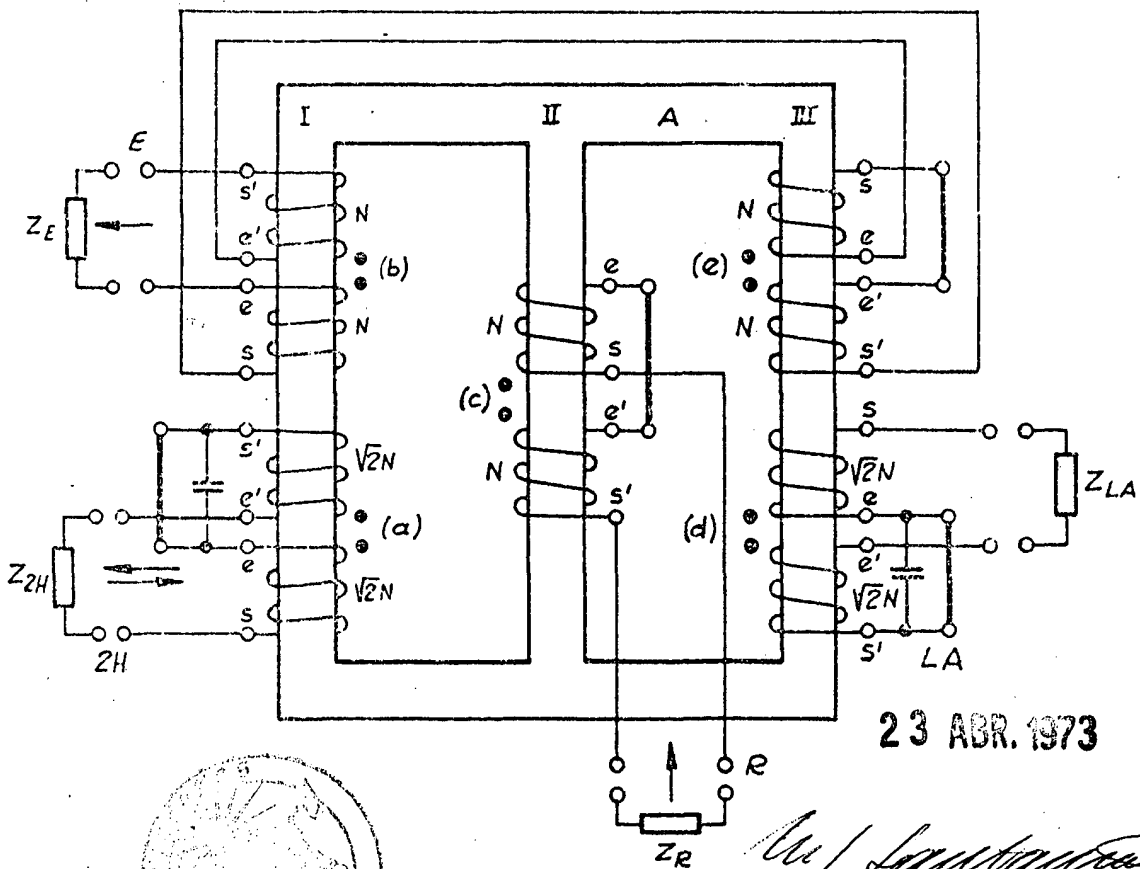 I II A III
E
s' s
N N
Z_E e' e
(b) (e)
e e e'
N N N
s s s'
(c) s
e'
s' √2N N √2N Z_LA
e' (a) s' (d) e
Z_2H e e'
√2N √2N
s s'
2H LA
23 ABR. 1973
R
Z_R